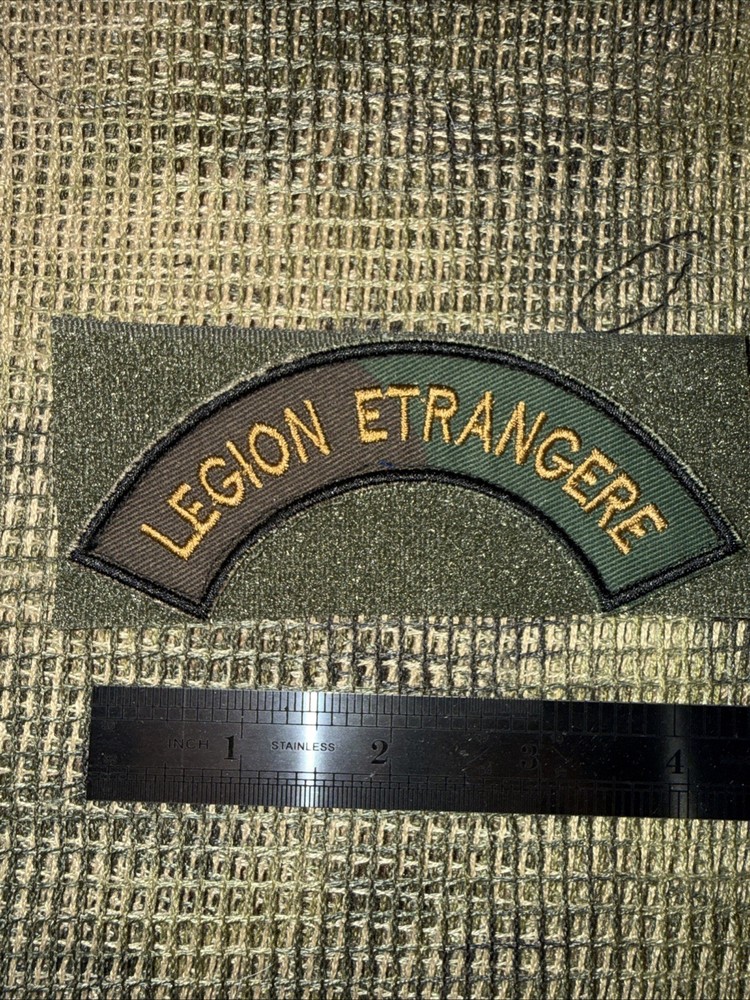 LEGION ETRANGERE
INCH 1 STAINLESS 2 3 4